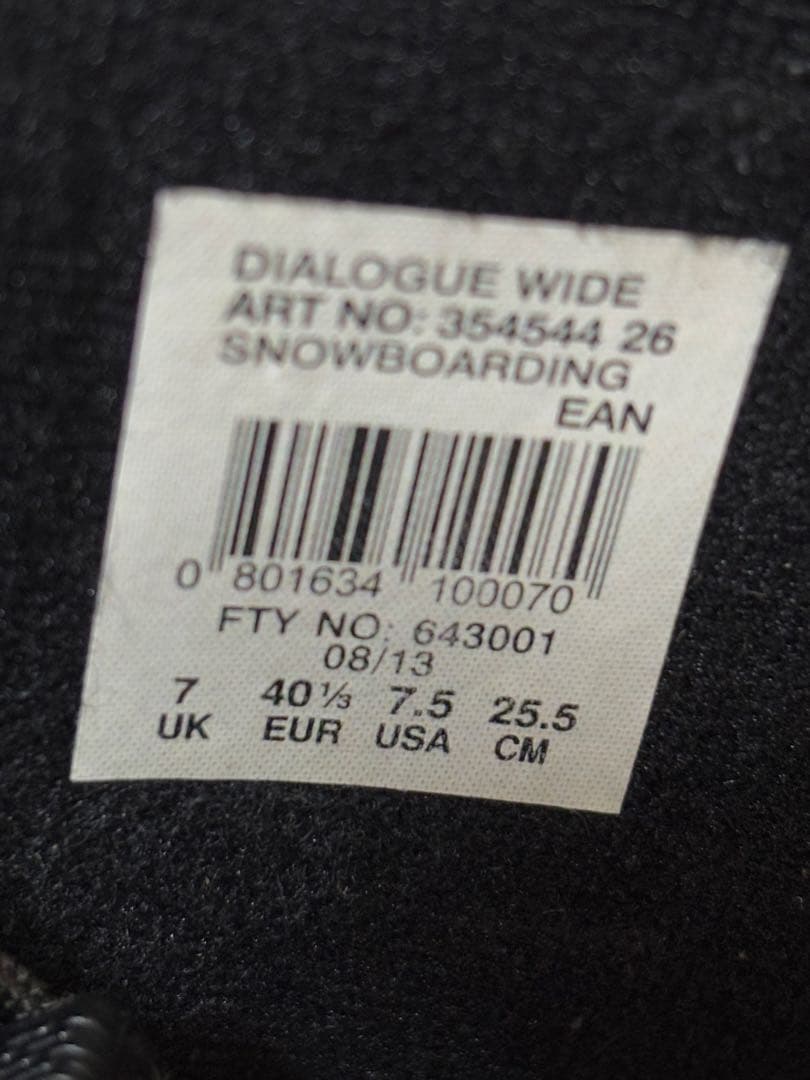 DIALOGUE WIDE
ART NO: 354544 26
SNOWBOARDING
EAN
0 801634 100070
FTY NO: 643001
08/13
7 40⅓ 7.5 25.5
UK EUR USA CM